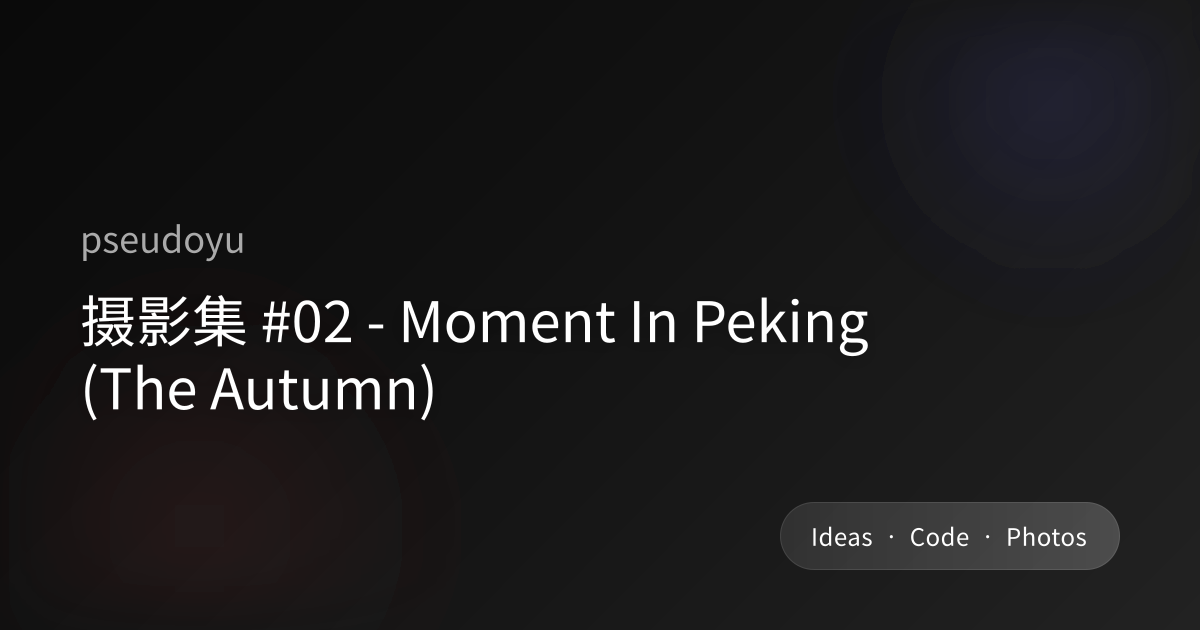 pseudoyu
摄影集 #02 - Moment In Peking
(The Autumn)
Ideas · Code · Photos